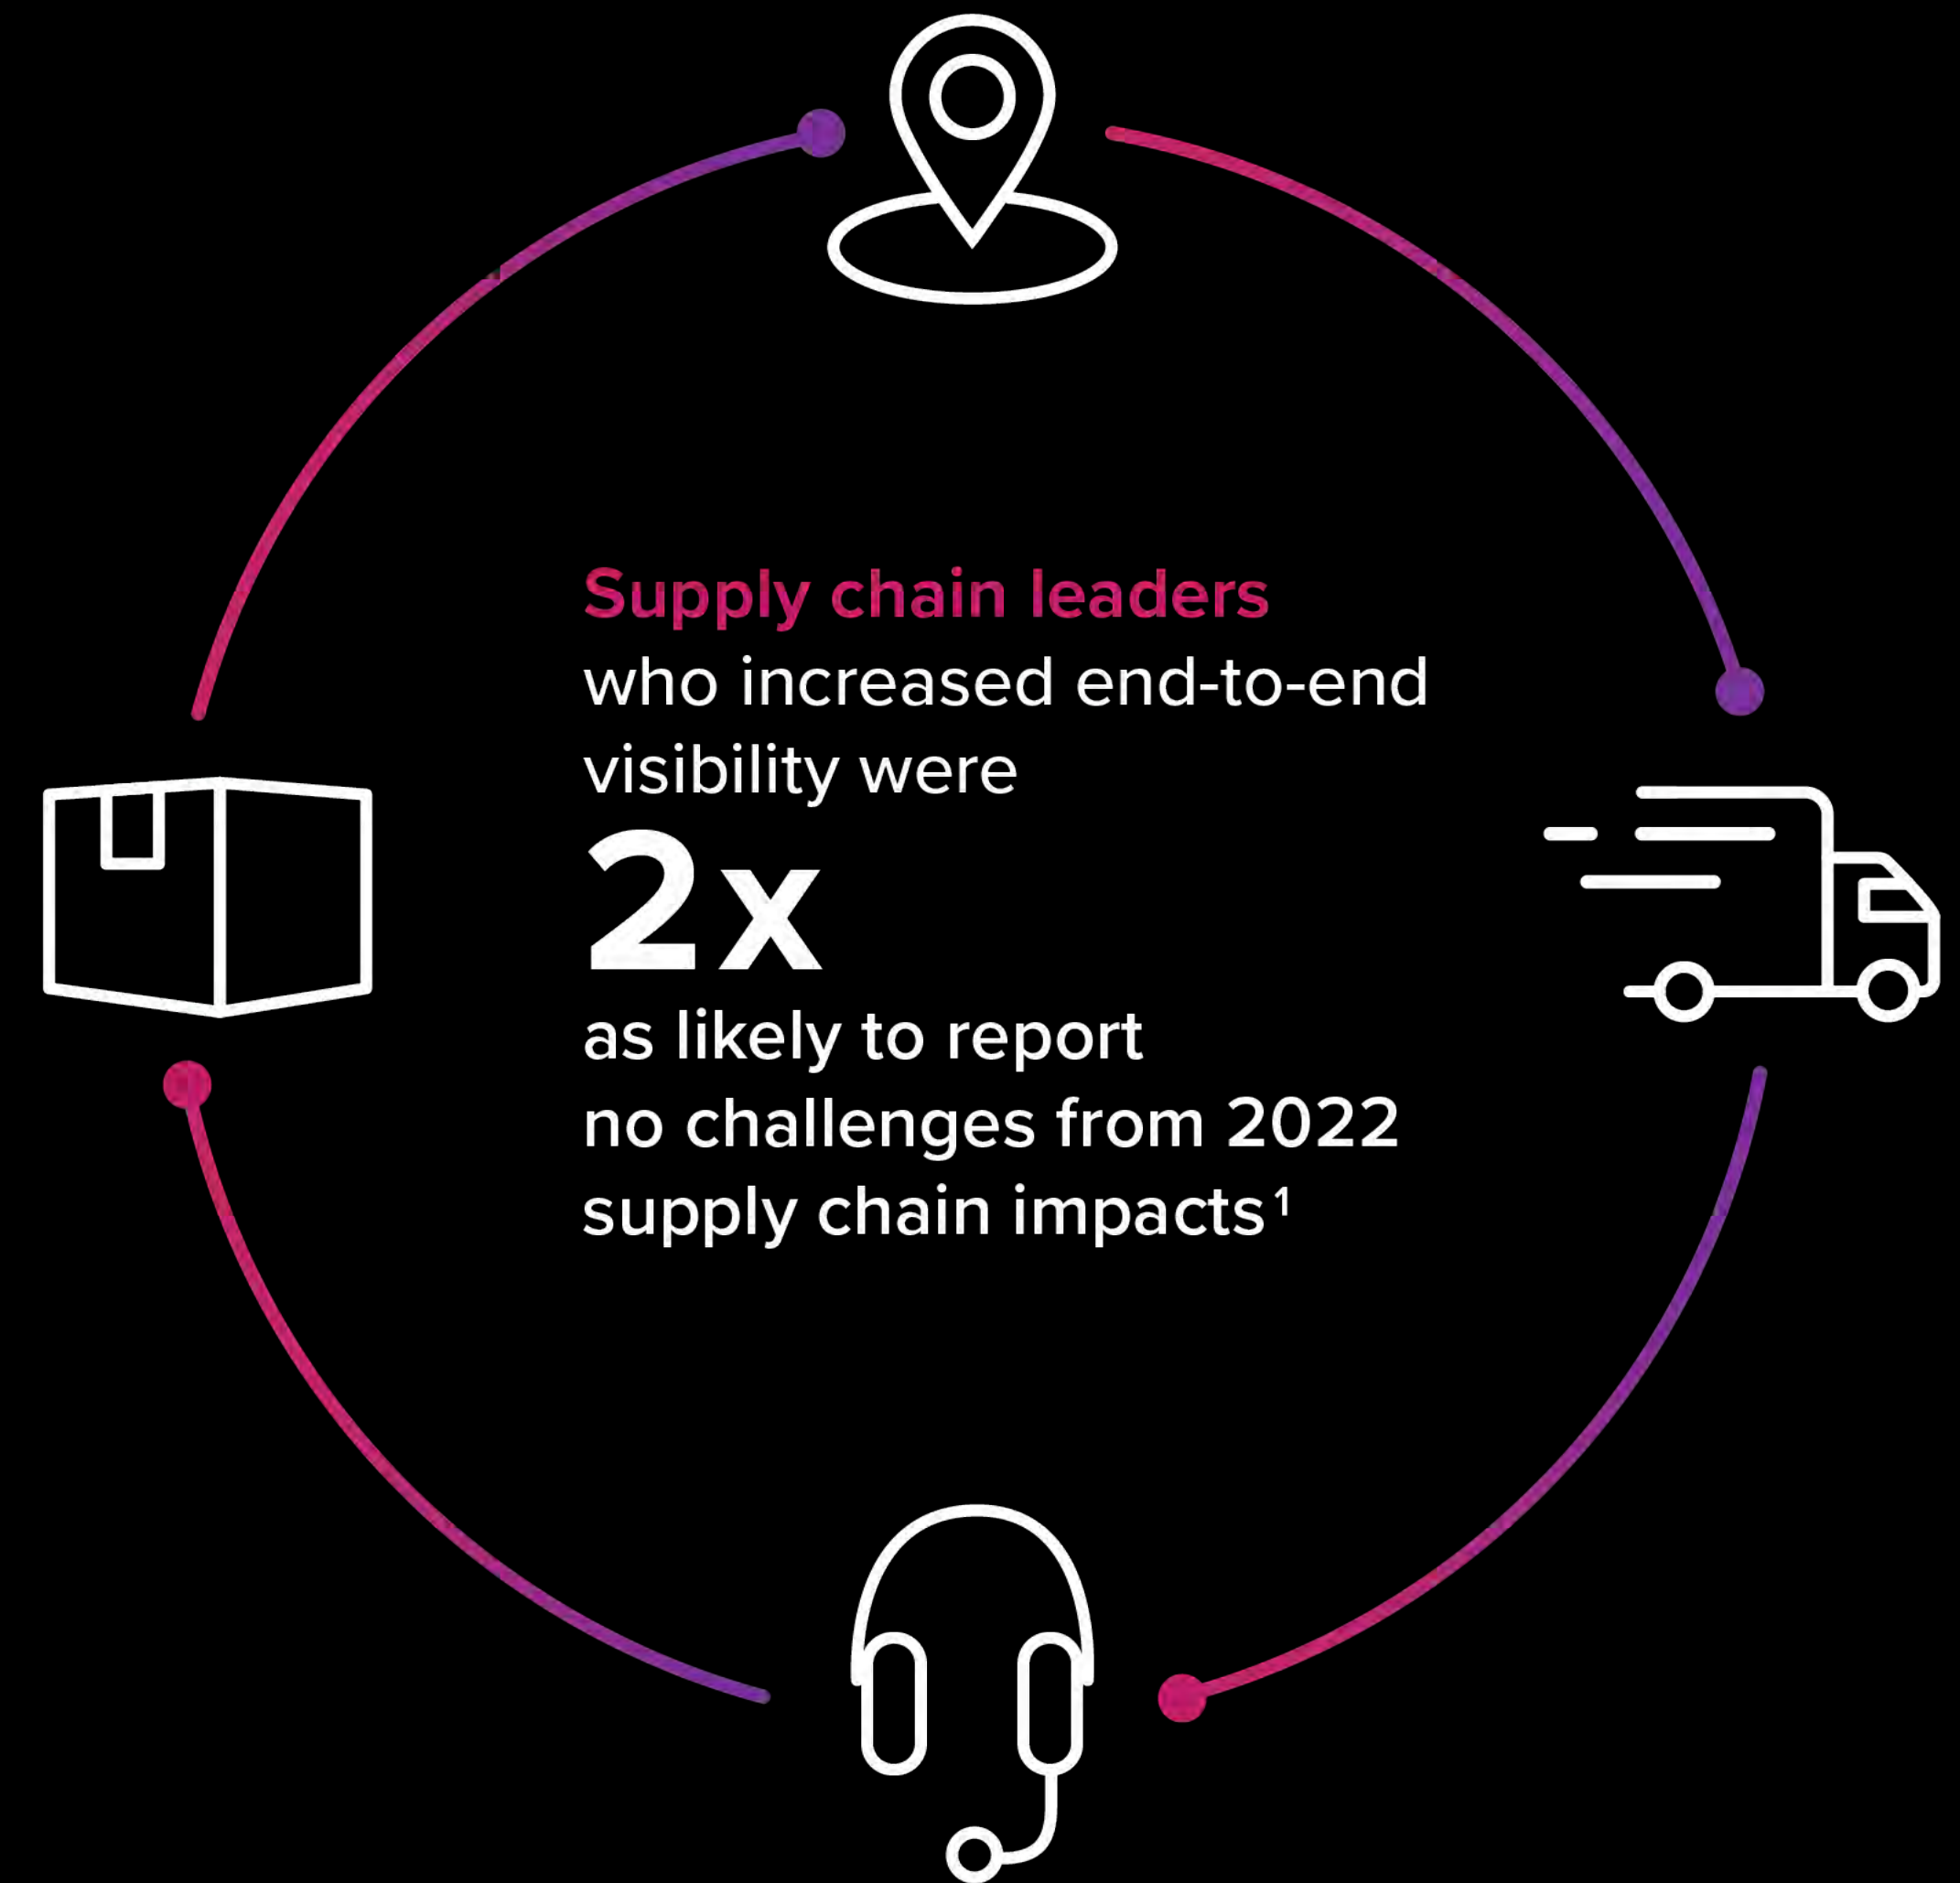 Supply chain leaders
who increased end-to-end
visibility were
2x
as likely to report
no challenges from 2022
supply chain impacts¹